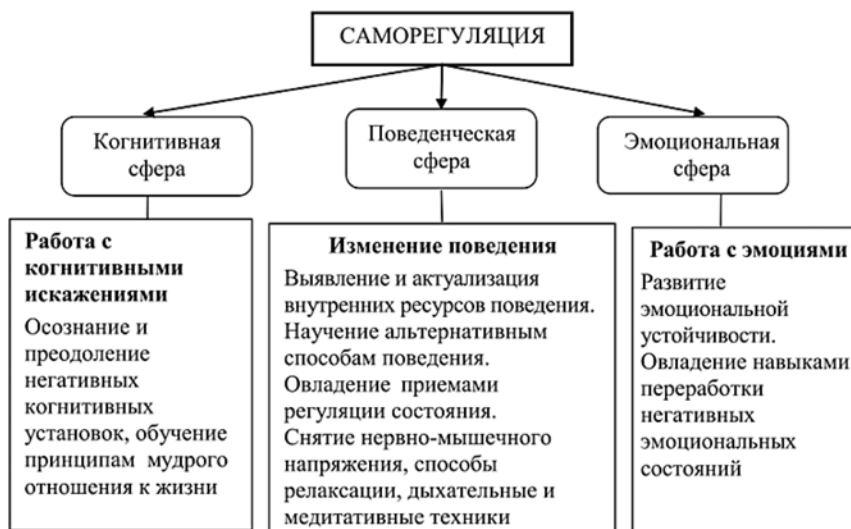 САМОРЕГУЛЯЦИЯ
Когнитивная
сфера
Поведенческая
сфера
Эмоциональная
сфера
Работа с
когнитивными
искажениями
Осознание и
преодоление
негативных
когнитивных
установок, обучение
принципам мудрого
отношения к жизни
Изменение поведения
Выявление и актуализация
внутренних ресурсов поведения.
Научение альтернативным
способам поведения.
Овладение приемами
регуляции состояния.
Снятие нервно-мышечного
напряжения, способы
релаксации, дыхательные и
медитативные техники
Работа с эмоциями
Развитие
эмоциональной
устойчивости.
Овладение навыками
переработки
негативных
эмоциональных
состояний